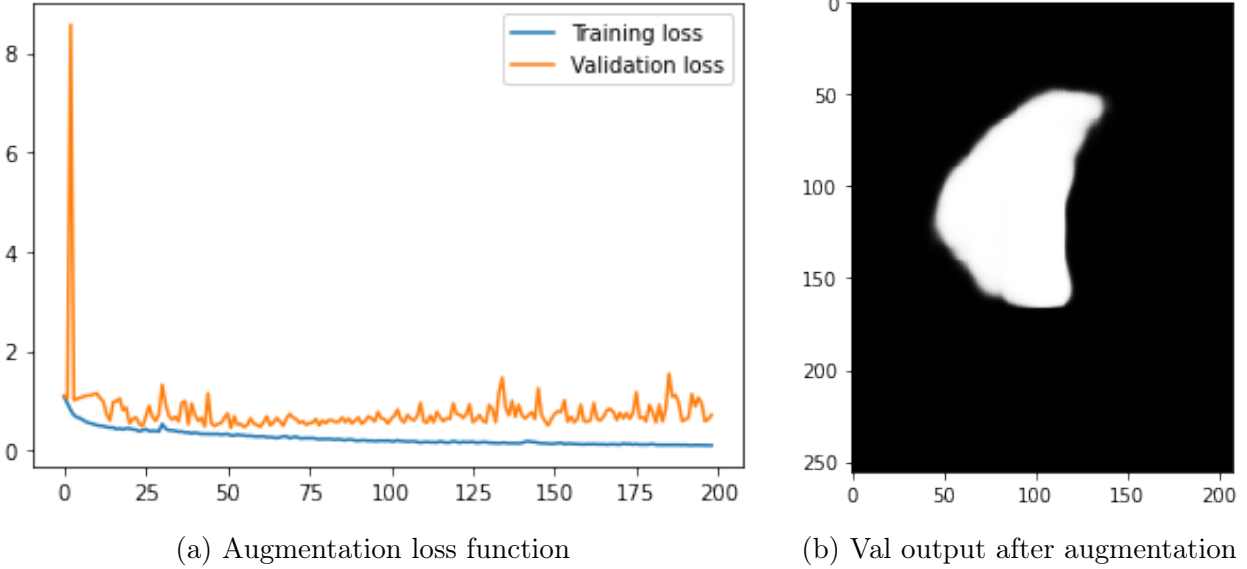 8
6
4
2
0
0 25 50 75 100 125 150 175 200
Training loss
Validation loss
(a) Augmentation loss function
0
50
100
150
200
250
0 50 100 150 200
(b) Val output after augmentation